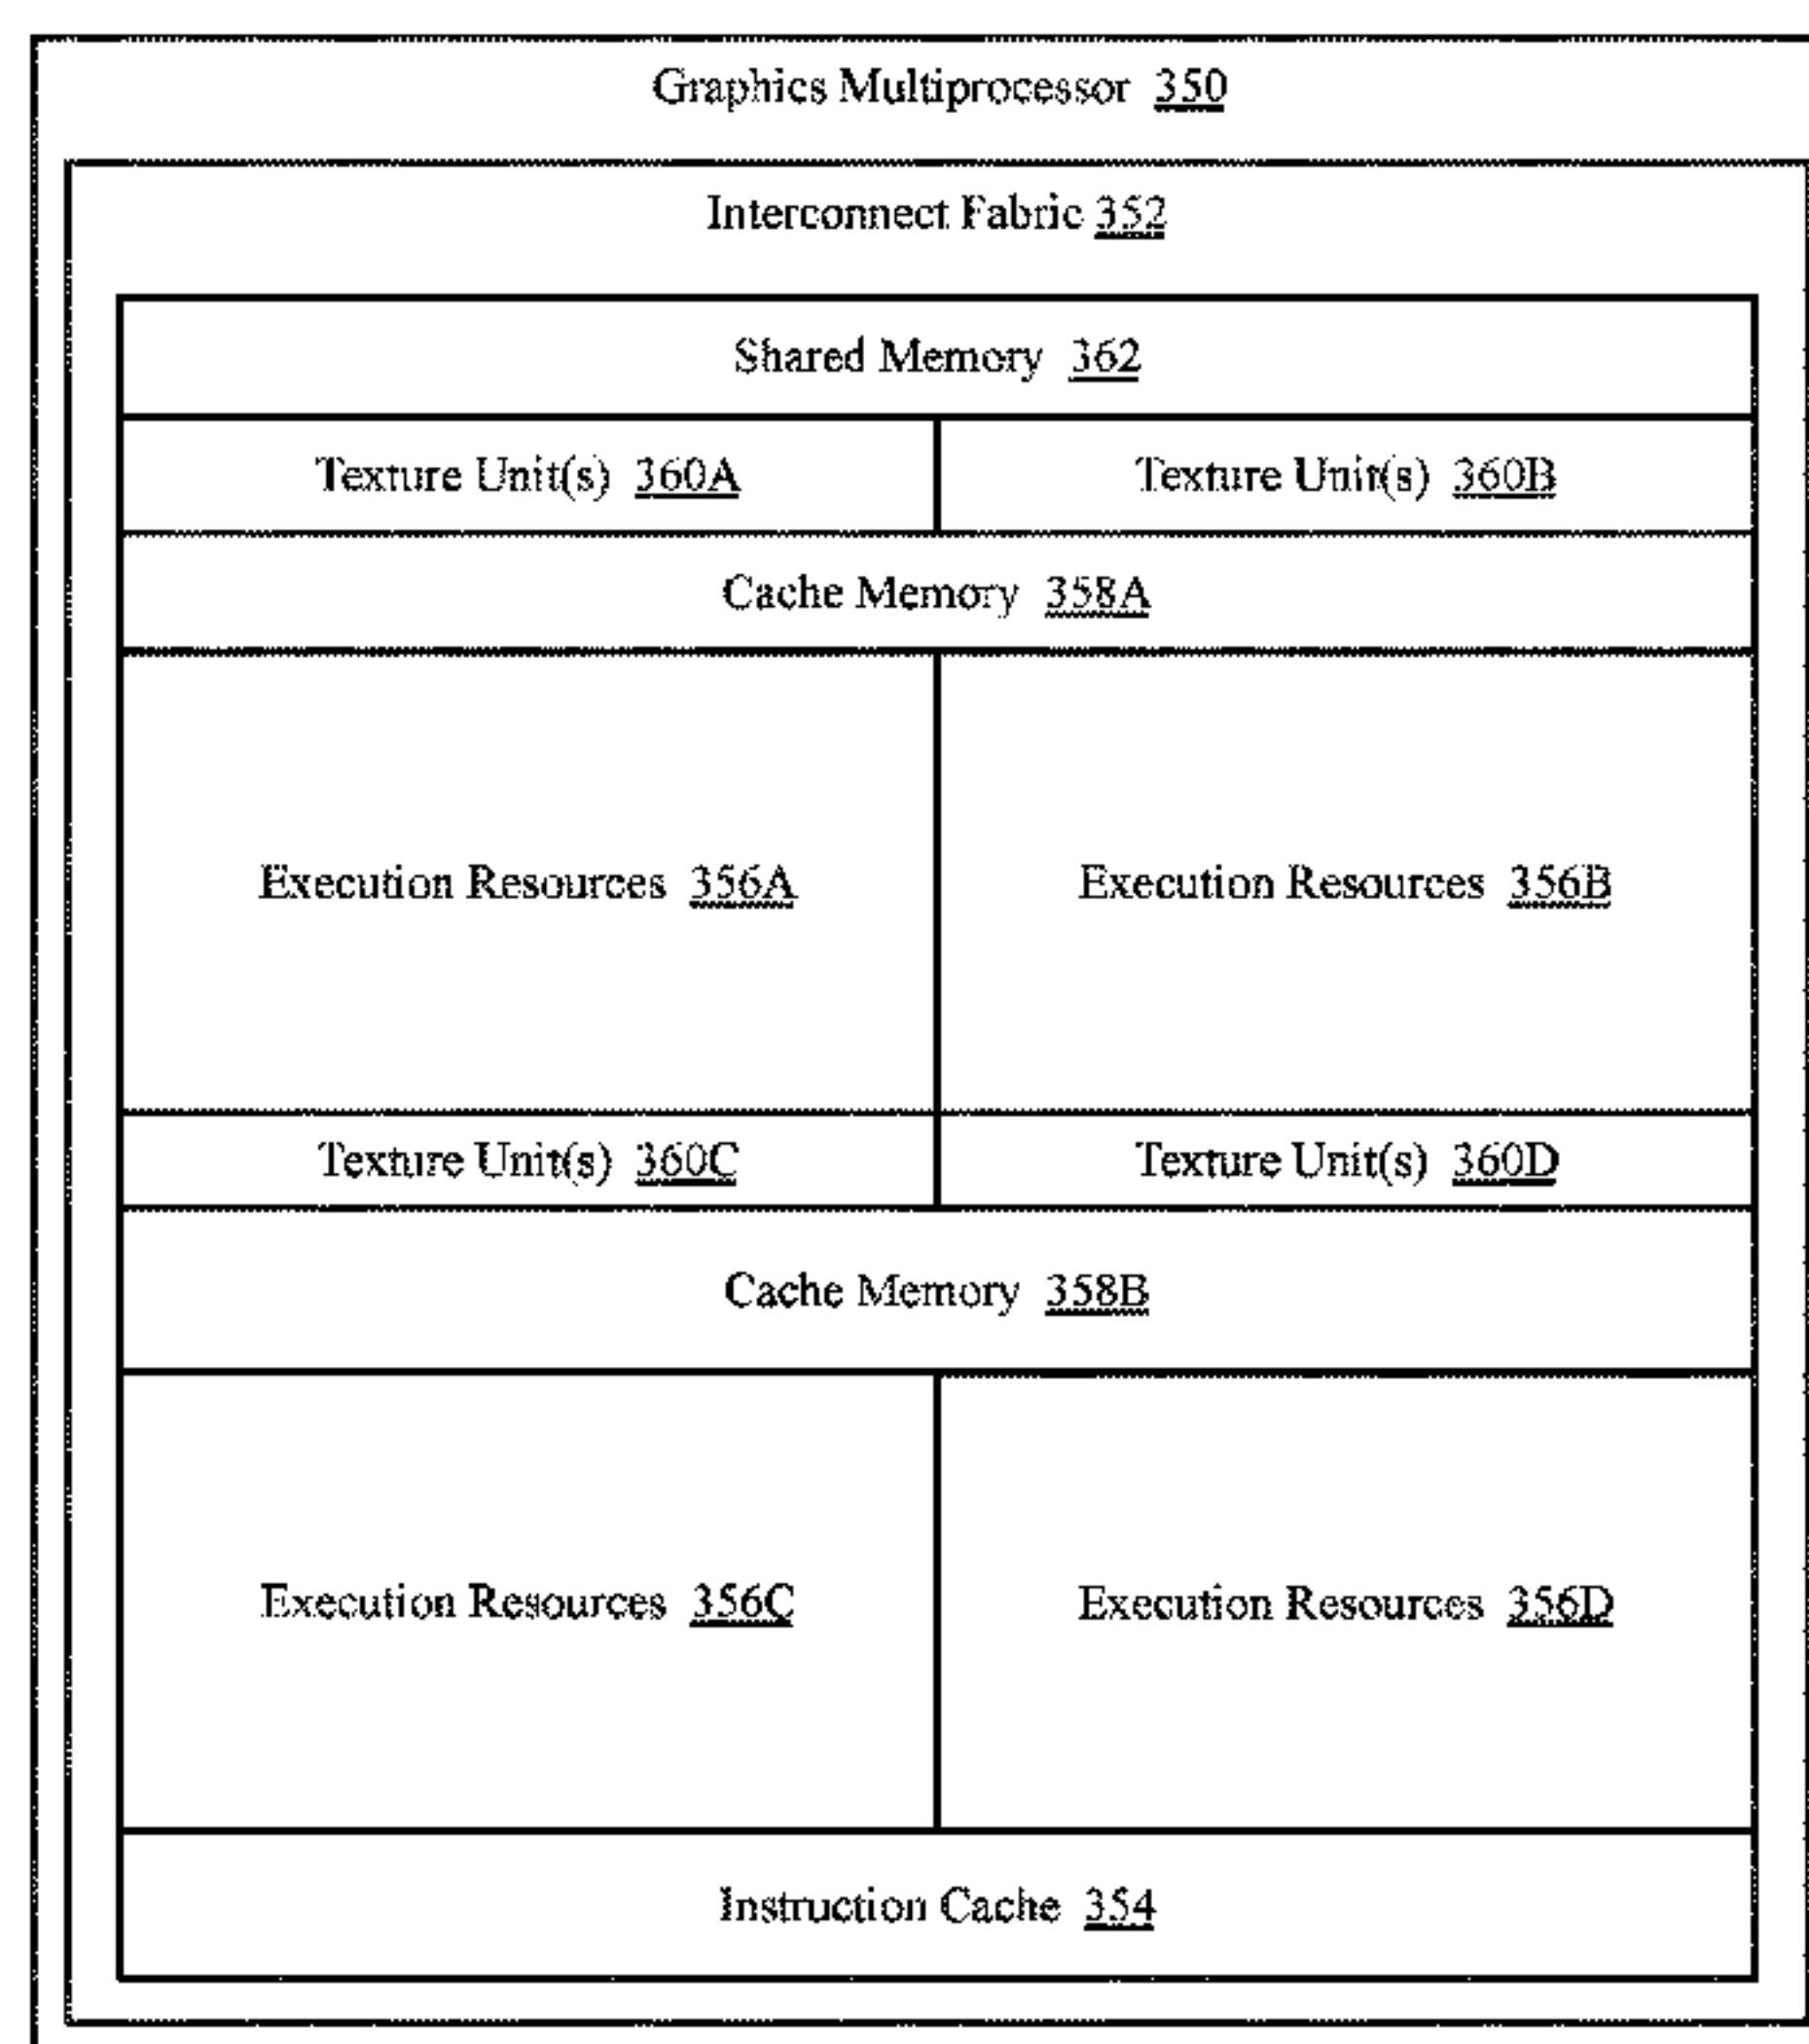 Graphics Multiprocessor 350
Interconnect Fabric 352
Shared Memory 362
Texture Unit(s) 360A
Texture Unit(s) 360B
Cache Memory 358A
Execution Resources 356A
Execution Resources 356B
Texture Unit(s) 360C
Texture Unit(s) 360D
Cache Memory 358B
Execution Resources 356C
Execution Resources 356D
Instruction Cache 354